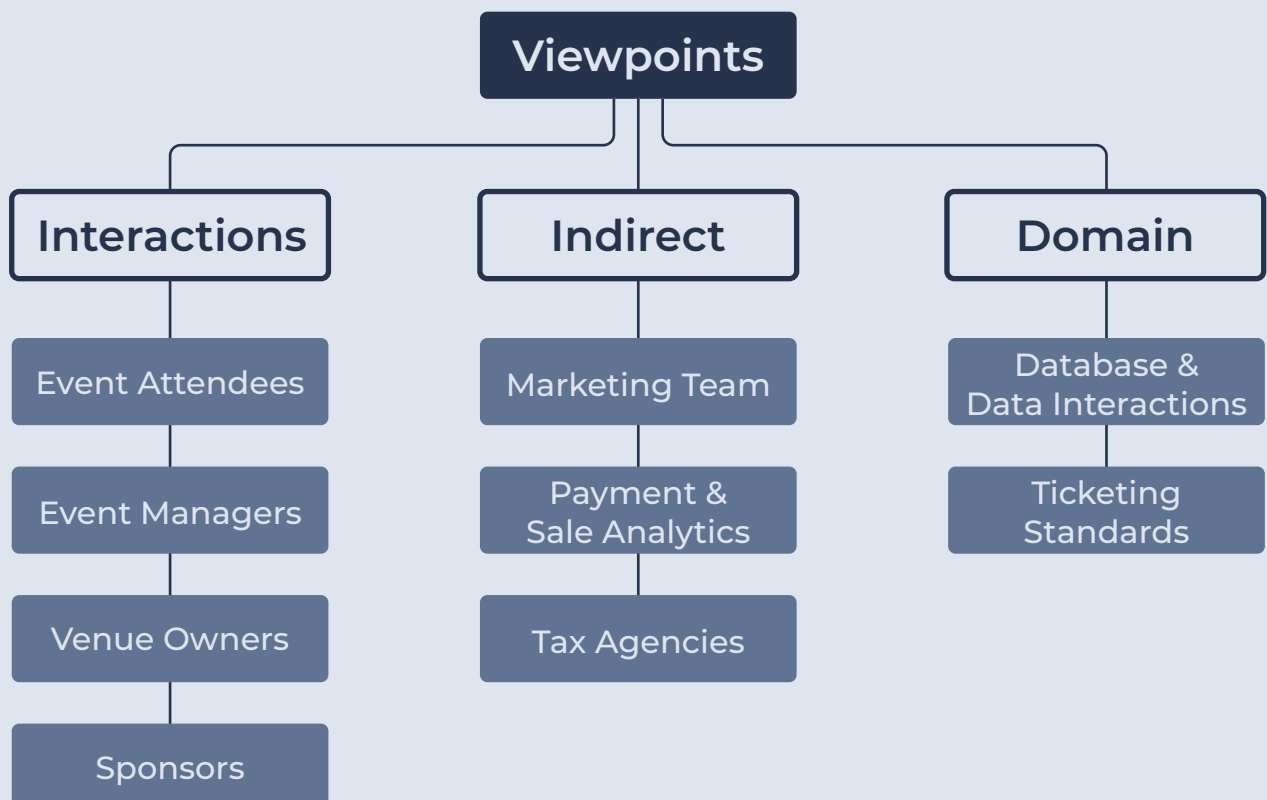 Viewpoints
Interactions
Indirect
Domain
Event Attendees
Marketing Team
Database &
Data Interactions
Event Managers
Payment &
Sale Analytics
Ticketing
Standards
Venue Owners
Tax Agencies
Sponsors